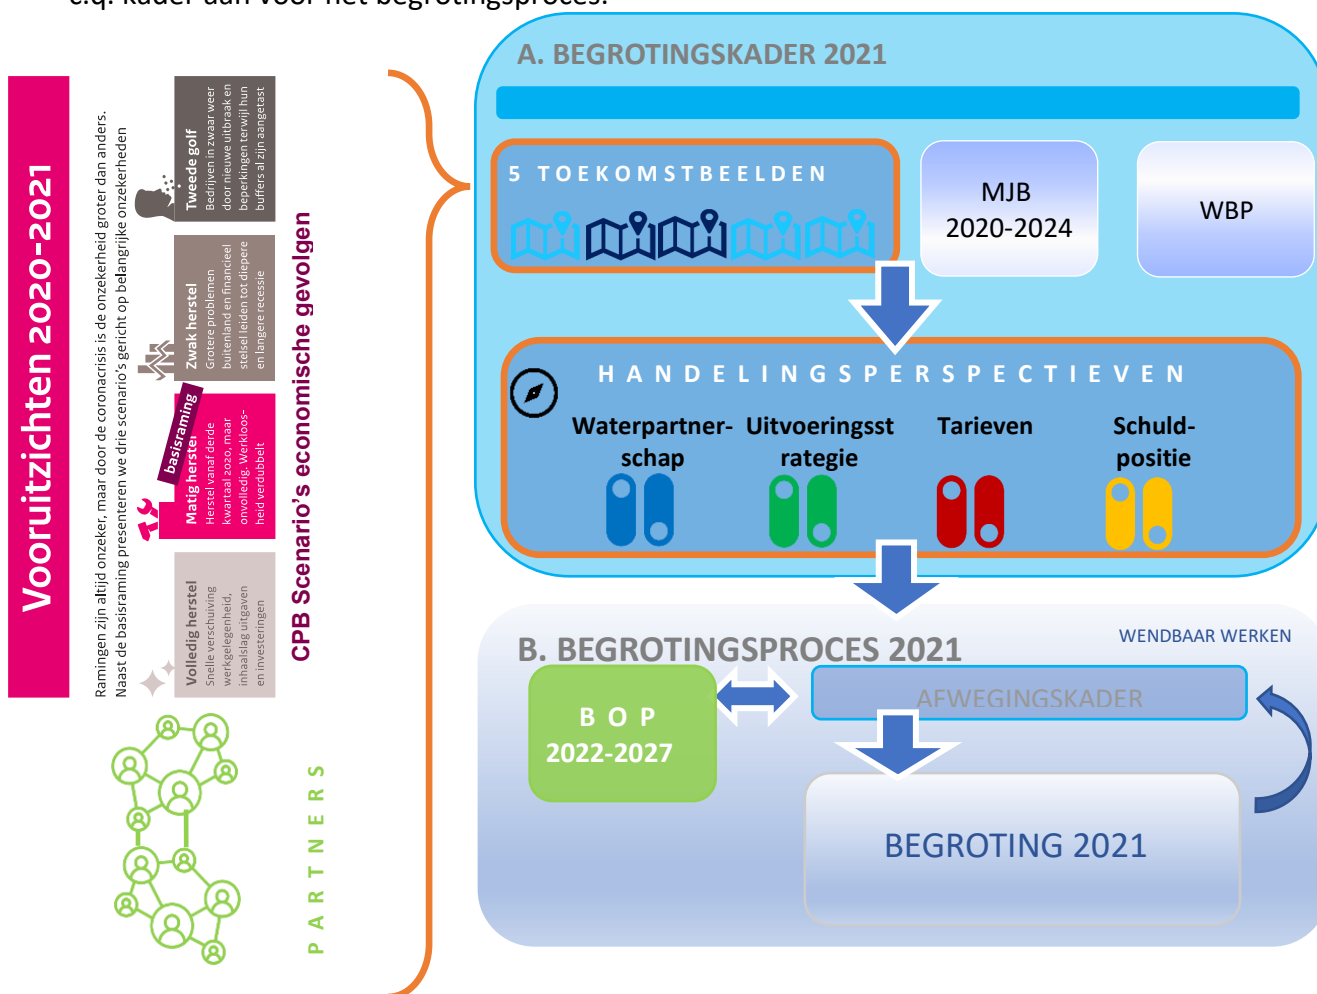 c.q. kader aan voor het begrotingsproces.
Vooruitzichten 2020-2021
Ramingen zijn altijd onzeker, maar door de coronacrisis is de onzekerheid groter dan anders.
Naast de basisraming presenteren we drie scenario's gericht op belangrijke onzekerheden
Volledig herstel
Snelle verschuiving
werkgelegenheid,
inhaalslag uitgaven
en investeringen
basisraming
Matig herstel
Herstel vanaf derde
kwartaal 2020, maar
onvolledig. Werkloos-
heid verdubbelt
Zwak herstel
Grotere problemen
buitenland en financieel
stelsel leiden tot diepere
en langere recessie
Tweede golf
Bedrijven in zwaar weer
door nieuwe uitbraak en
beperkingen terwijl hun
buffers al zijn aangetast
CPB Scenario's economische gevolgen
PARTNERS
A. BEGROTINGSKADER 2021
5 TOEKOMSTBEELDEN
MJB
2020-2024
WBP
HANDELINGSPERSPECTIEVEN
Waterpartner-
schap
Uitvoeringsst
rategie
Tarieven
Schuld-
positie
B. BEGROTINGSPROCES 2021
WENDBAAR WERKEN
BOP
2022-2027
AFWEGINGSKADER
BEGROTING 2021